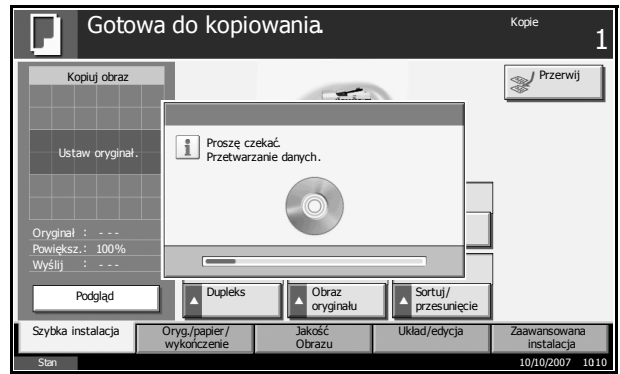 Gotowa do kopiowania.
Kopie
1
Kopiuj obraz
Przerwij
Ustaw oryginał.
Proszę czekać.
Przetwarzanie danych.
Oryginał : ---
Powiększ.: 100%
Wyślij : ---
Podgląd
Dupleks
Obraz
oryginału
Sortuj/
przesunięcie
Szybka instalacja
Oryg./papier/
wykończenie
Jakość
Obrazu
Układ/edycja
Zaawansowana
instalacja
Stan
10/10/2007 10:10